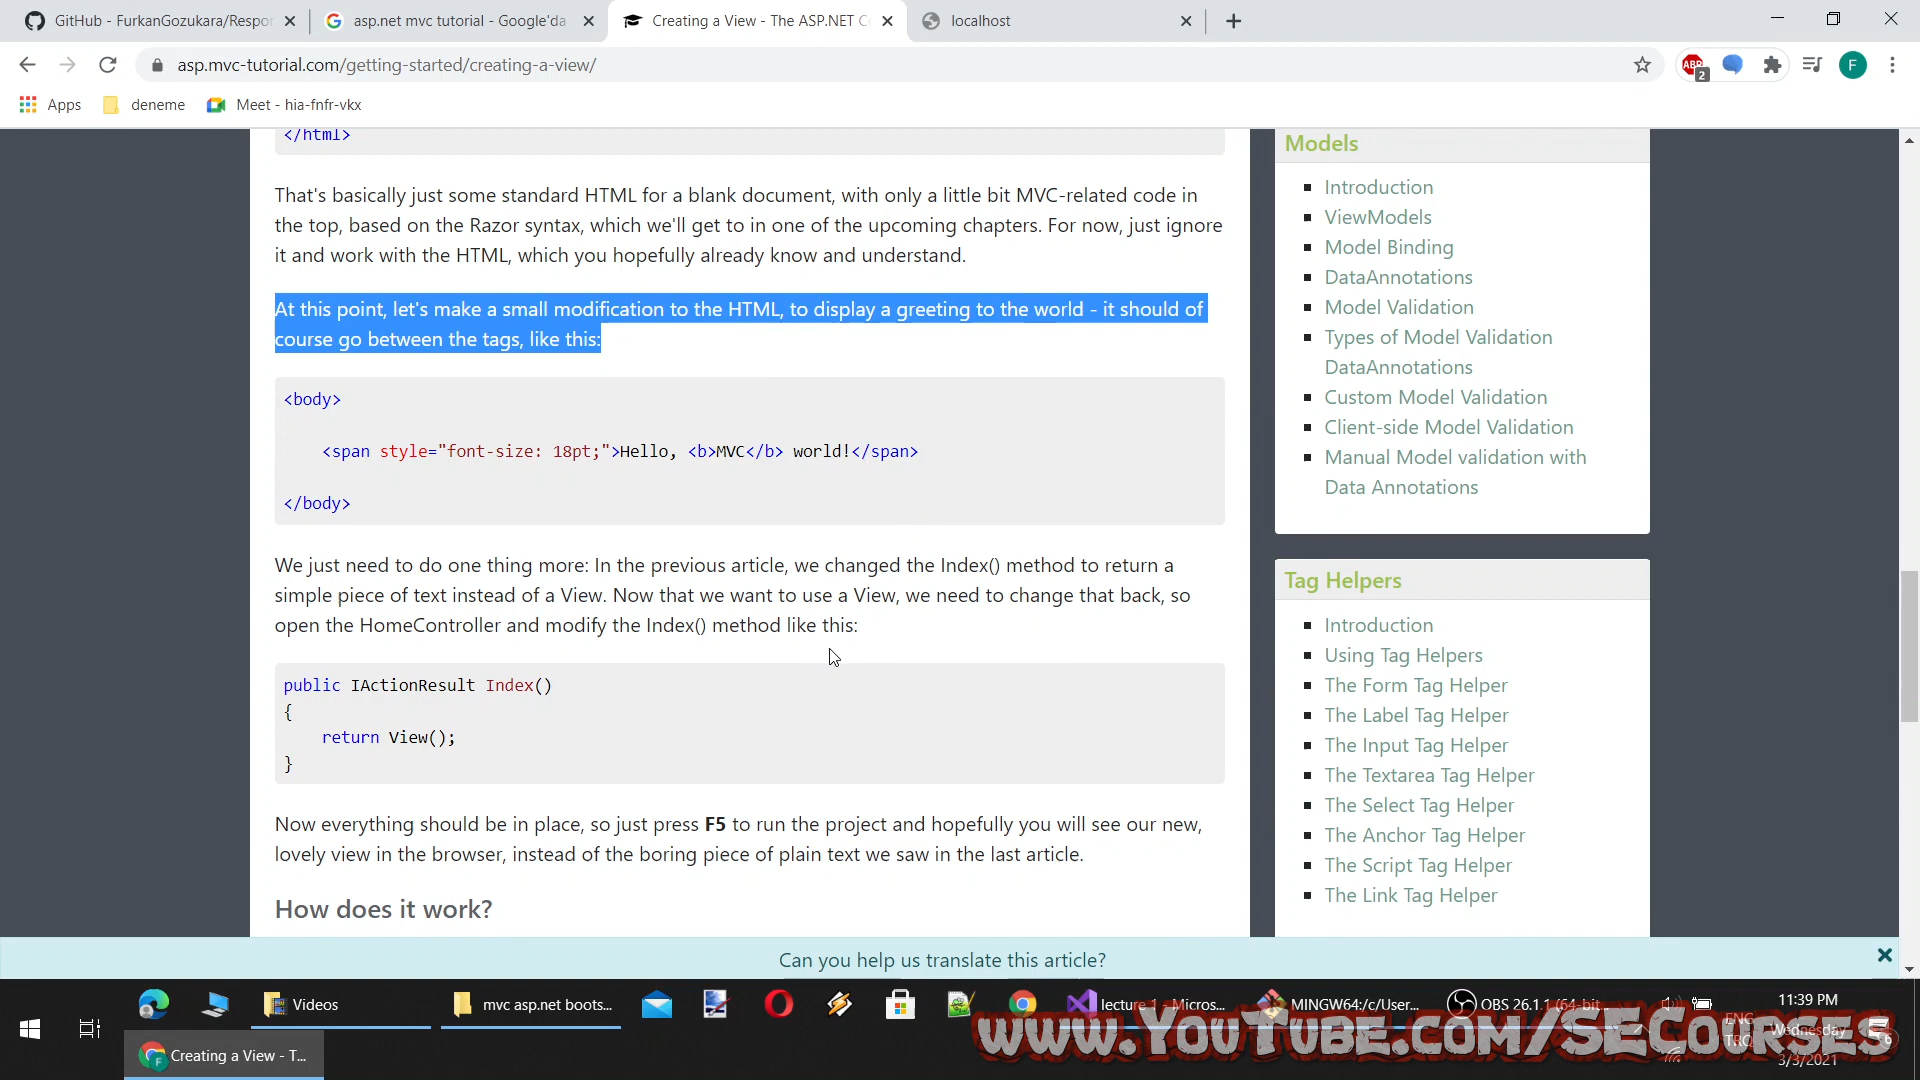 GitHub - FurkanGozukara/Respon
asp.net mvc tutorial - Google'da
Creating a View - The ASP.NET Co
localhost
asp.mvc-tutorial.com/getting-started/creating-a-view/
ABP
2
F
Apps
deneme
Meet - hia-fnfr-vkx
</html>
That's basically just some standard HTML for a blank document, with only a little bit MVC-related code in
the top, based on the Razor syntax, which we'll get to in one of the upcoming chapters. For now, just ignore
it and work with the HTML, which you hopefully already know and understand.
At this point, let's make a small modification to the HTML, to display a greeting to the world - it should of
course go between the tags, like this:
<body>
<span style="font-size: 18pt;">Hello, <b>MVC</b> world!</span>
</body>
We just need to do one thing more: In the previous article, we changed the Index() method to return a
simple piece of text instead of a View. Now that we want to use a View, we need to change that back, so
open the HomeController and modify the Index() method like this:
public IActionResult Index()
{
return View();
}
Now everything should be in place, so just press F5 to run the project and hopefully you will see our new,
lovely view in the browser, instead of the boring piece of plain text we saw in the last article.
How does it work?
Models
Introduction
ViewModels
Model Binding
DataAnnotations
Model Validation
Types of Model Validation
DataAnnotations
Custom Model Validation
Client-side Model Validation
Manual Model validation with
Data Annotations
Tag Helpers
Introduction
Using Tag Helpers
The Form Tag Helper
The Label Tag Helper
The Input Tag Helper
The Textarea Tag Helper
The Select Tag Helper
The Anchor Tag Helper
The Script Tag Helper
The Link Tag Helper
Can you help us translate this article?
Videos
mvc asp.net boots...
lecture 1 - Micros...
MINGW64:/c/User...
OBS 26.1.1 (64-bit...
11:39 PM
ENG
Wednesday
TRQ
3/3/2021
6
Creating a View - T...
www.YouTube.com/SECourses